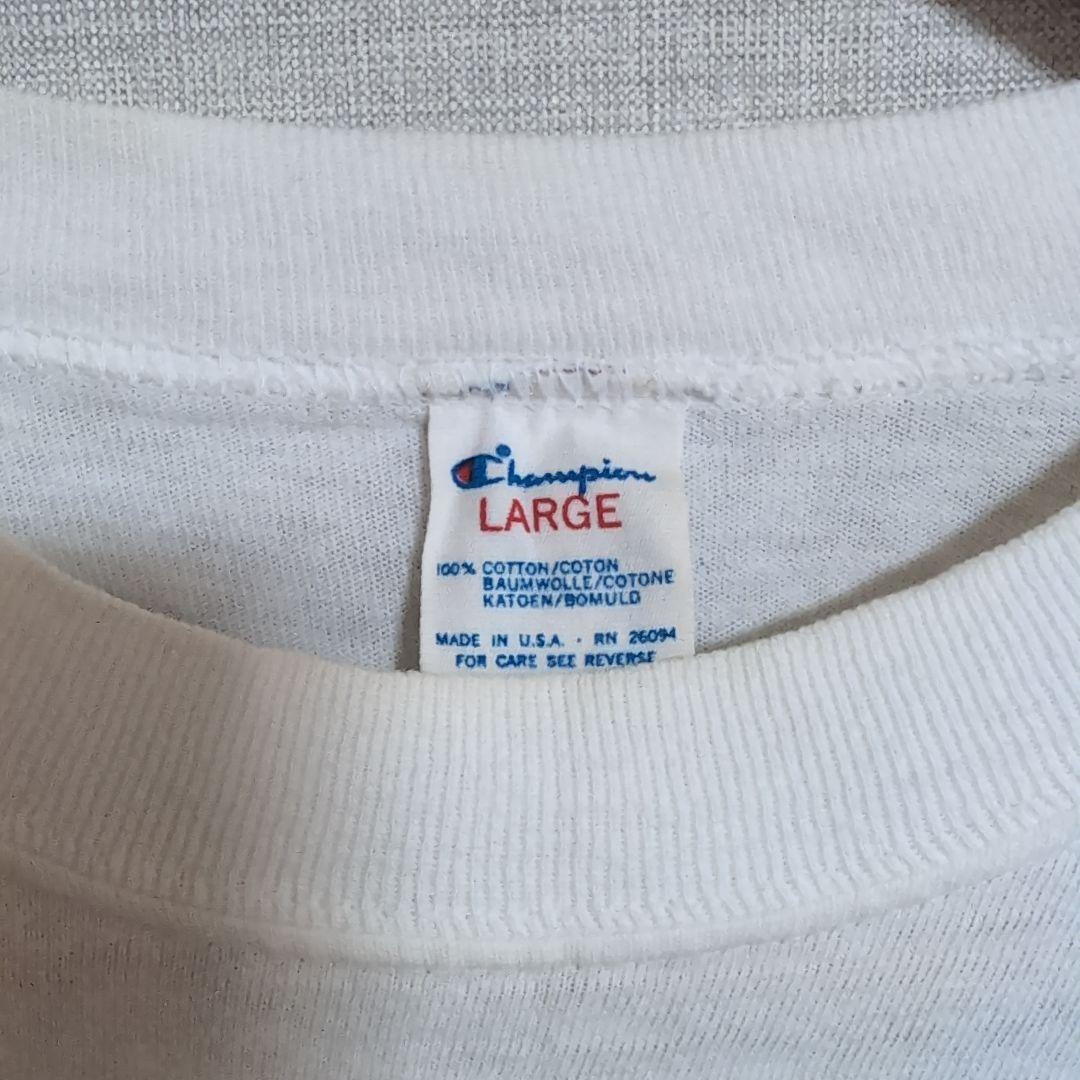 Champion
LARGE
100% COTTON/COTON
BAUMWOLLE/COTONE
KATOEN/BOMULD
MADE IN U.S.A. · RN 26094
FOR CARE SEE REVERSE